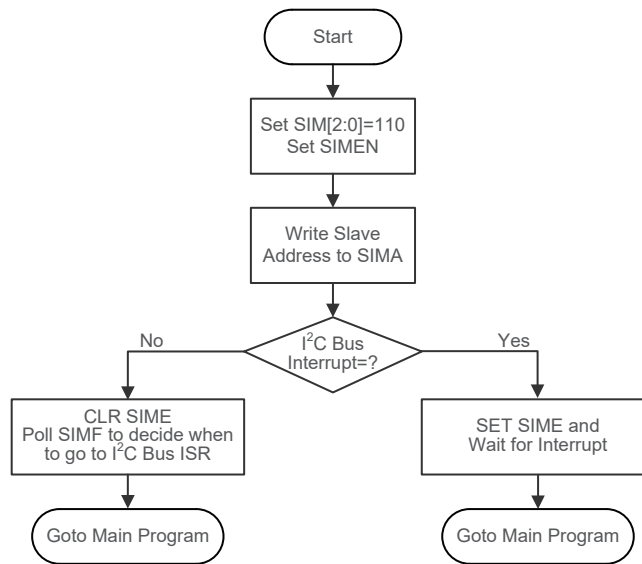 Start
Set SIM[2:0]=110
Set SIMEN
Write Slave
Address to SIMA
I²C Bus
Interrupt=?
No
Yes
CLR SIME
Poll SIMF to decide when
to go to I²C Bus ISR
SET SIME and
Wait for Interrupt
Goto Main Program
Goto Main Program